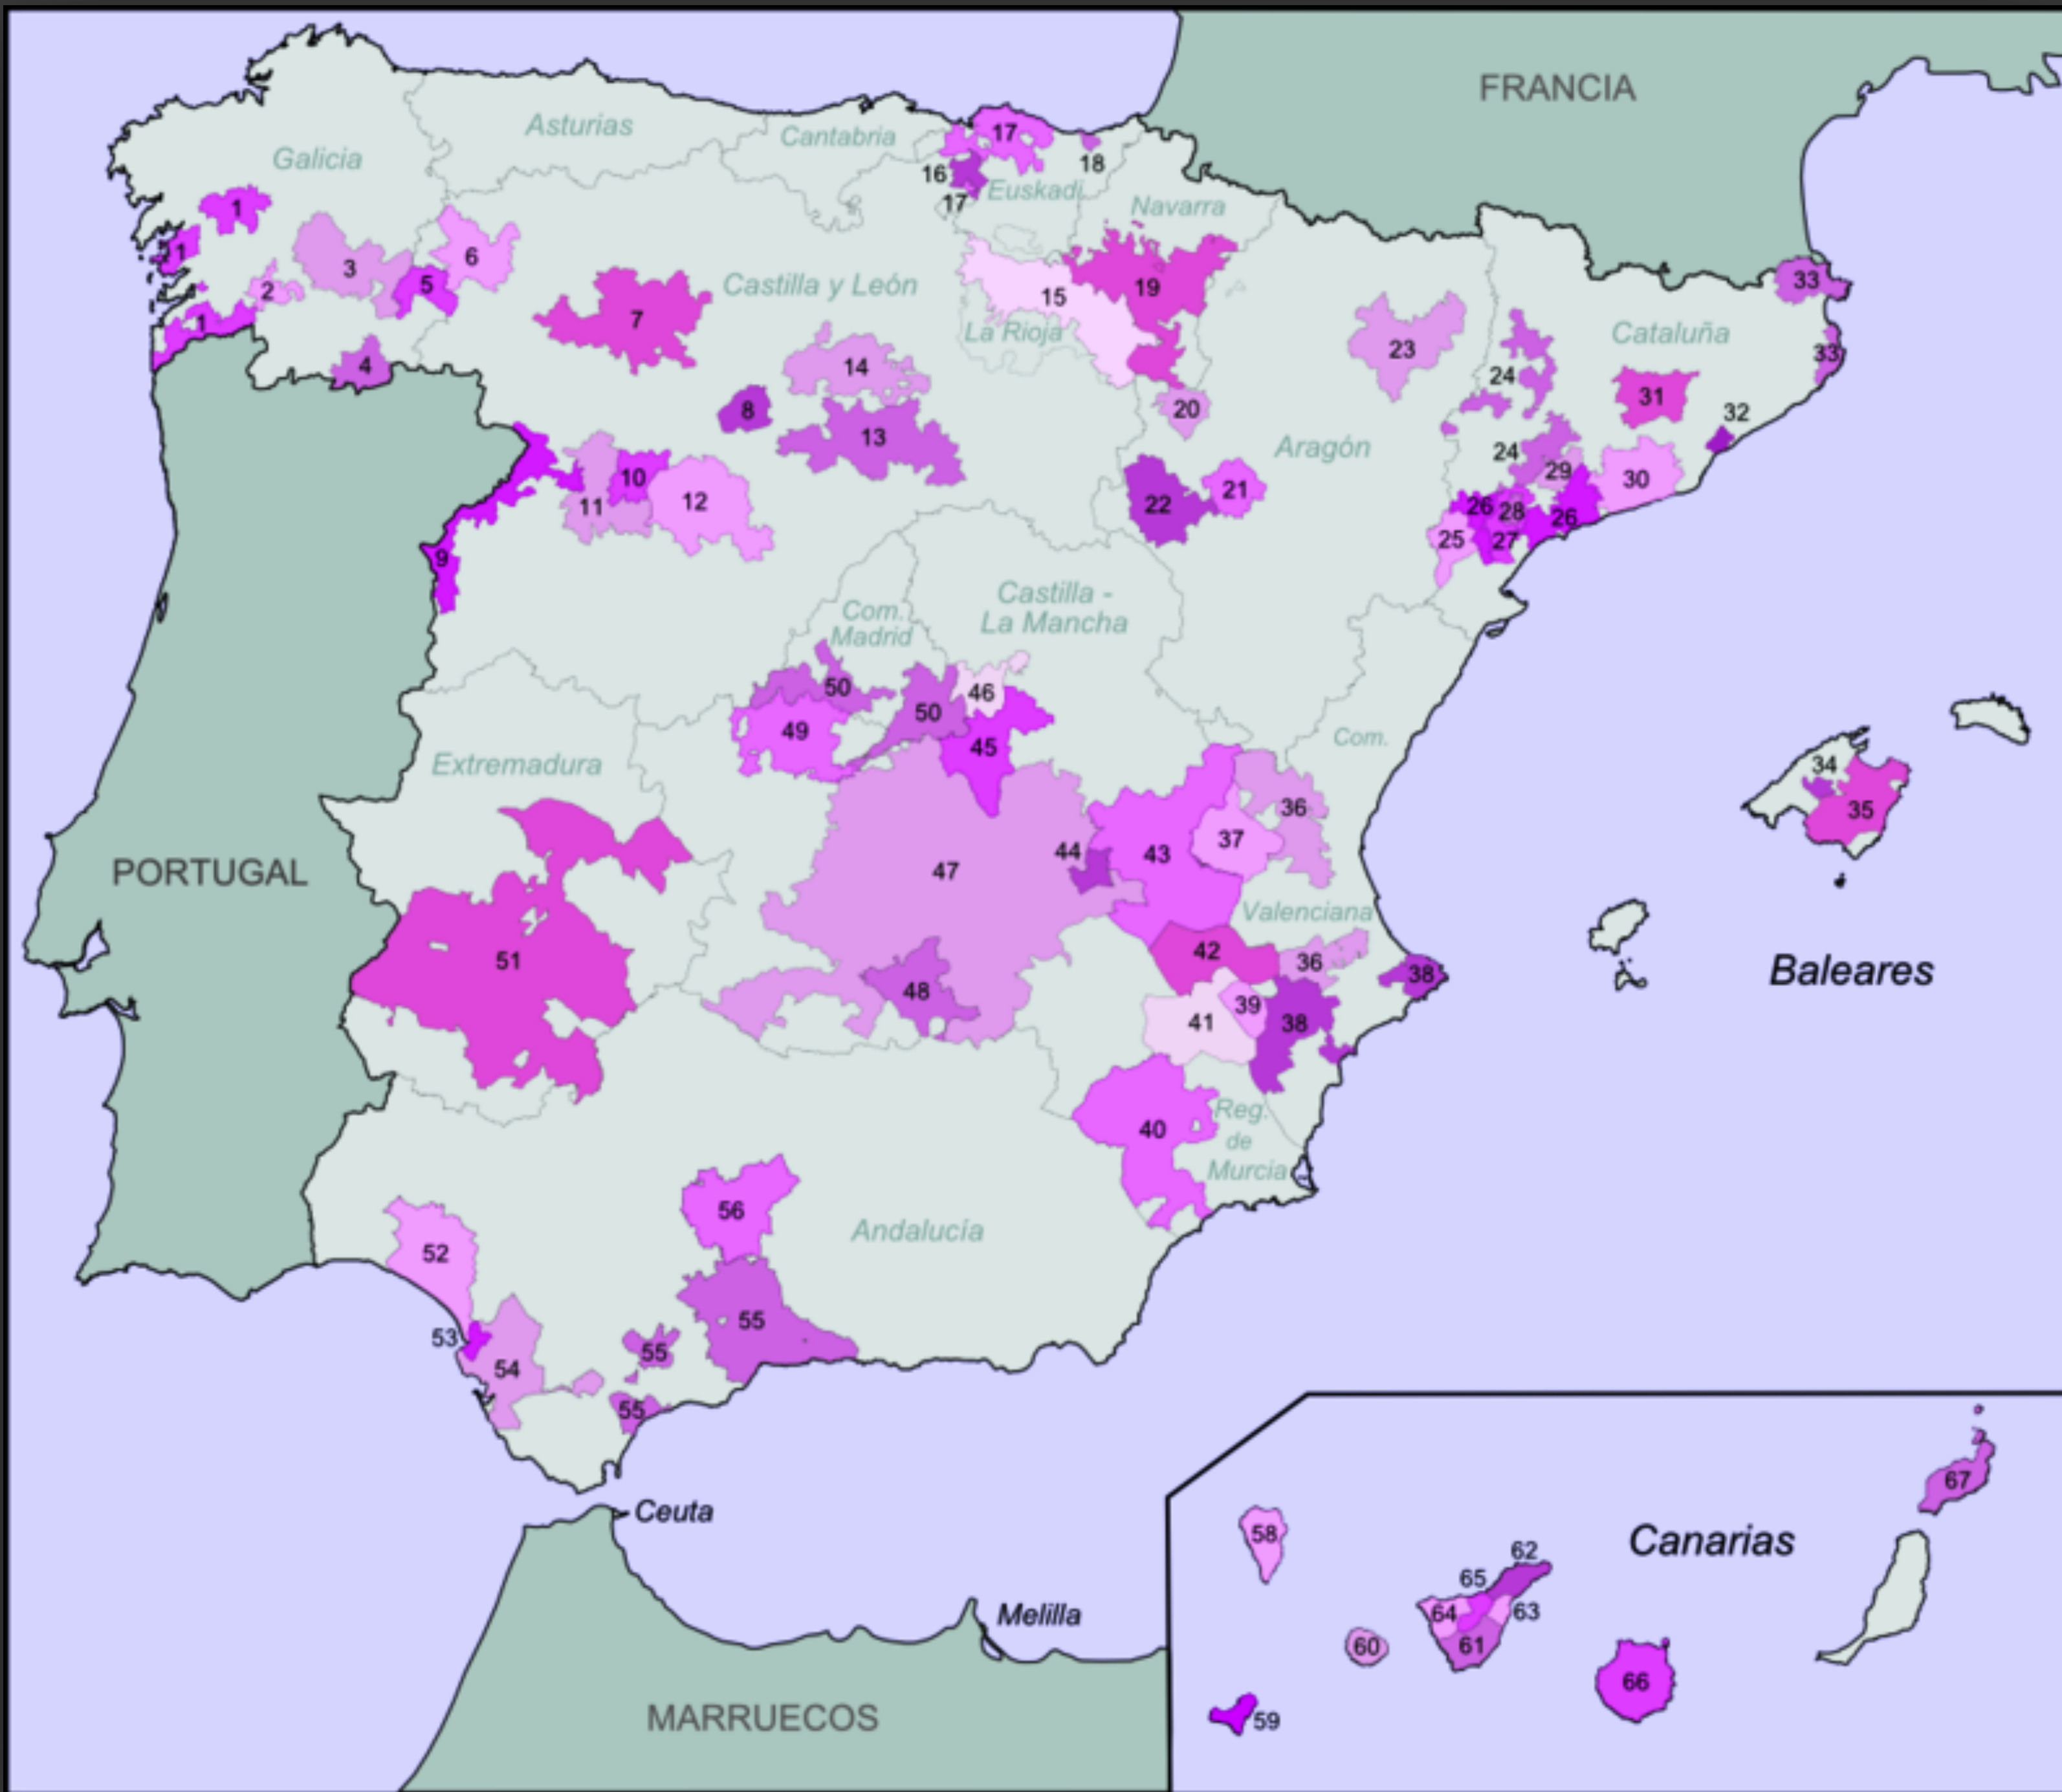 FRANCIA
Asturias
Cantabria
17
Galicia
16
18
Euskadi
17
Navarra
1
1
3
6
2
5
1
4
Castilla y León
7
15
19
La Rioja
14
8
13
20
23
33
Cataluña
33
24
31
32
Aragón
24
29
30
10
11
12
9
22
21
26
28
26
25
27
Com.
Madrid
Castilla -
La Mancha
50
46
50
49
45
Com.
Extremadura
34
35
36
37
44
43
47
PORTUGAL
Valenciana
51
42
36
38
48
39
41
38
Baleares
40
Reg.
de
Murcia
56
Andalucía
52
53
54
55
55
55
Ceuta
Melilla
MARRUECOS
Canarias
67
58
62
65
64
63
60
61
66
59